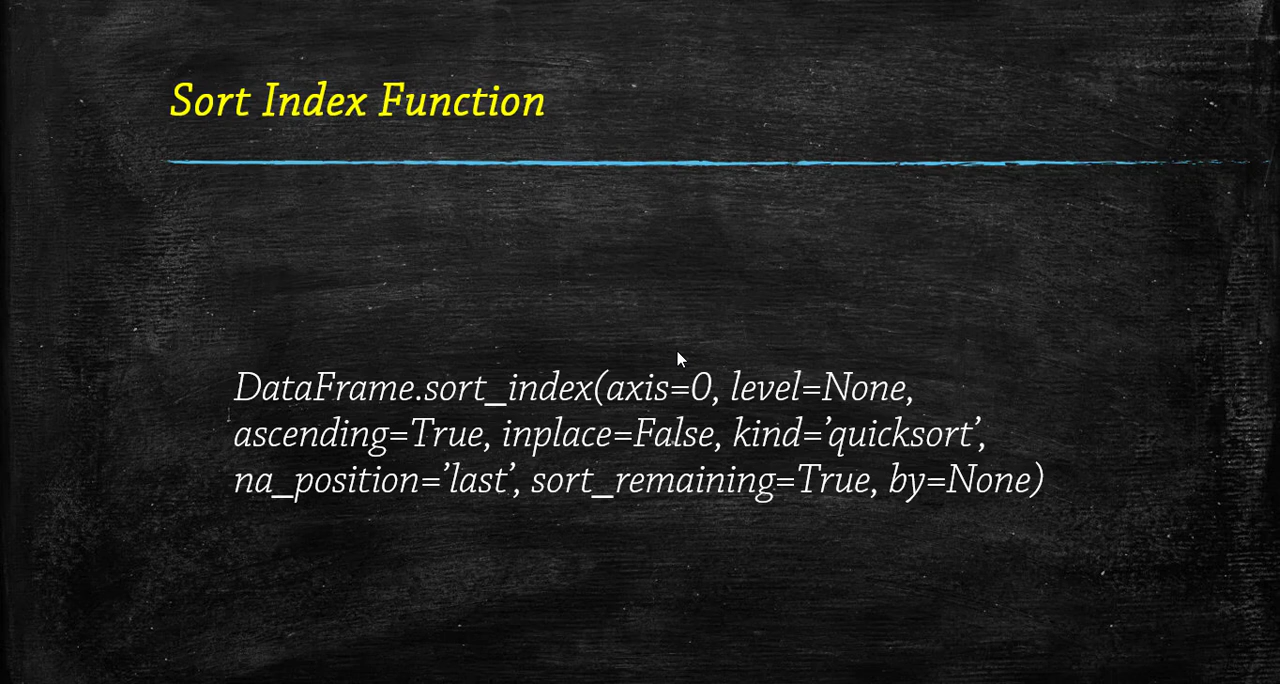 Sort Index Function
DataFrame.sort_index(axis=0, level=None,
ascending=True, inplace=False, kind=’quicksort’,
na_position=’last’, sort_remaining=True, by=None)